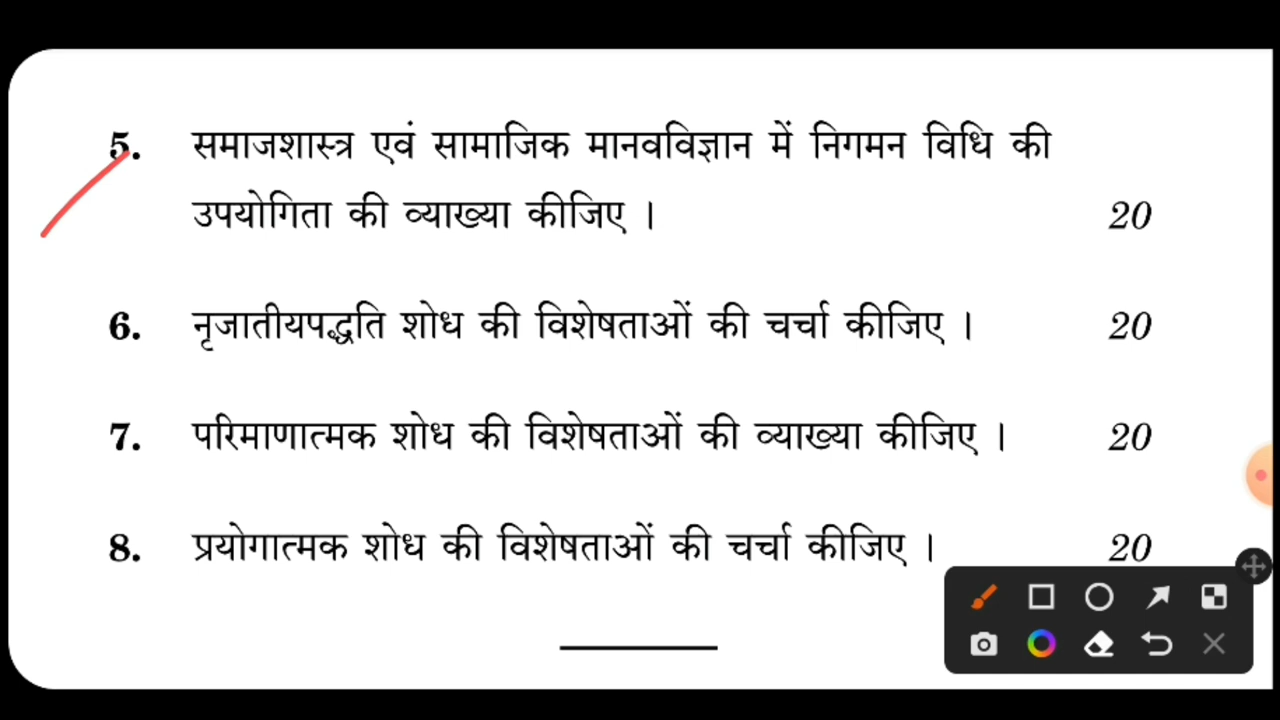 5. समाजशास्त्र एवं सामाजिक मानवविज्ञान में निगमन विधि की
उपयोगिता की व्याख्या कीजिए । 20
6. नृजातीयपद्धति शोध की विशेषताओं की चर्चा कीजिए । 20
7. परिमाणात्मक शोध की विशेषताओं की व्याख्या कीजिए । 20
8. प्रयोगात्मक शोध की विशेषताओं की चर्चा कीजिए । 20